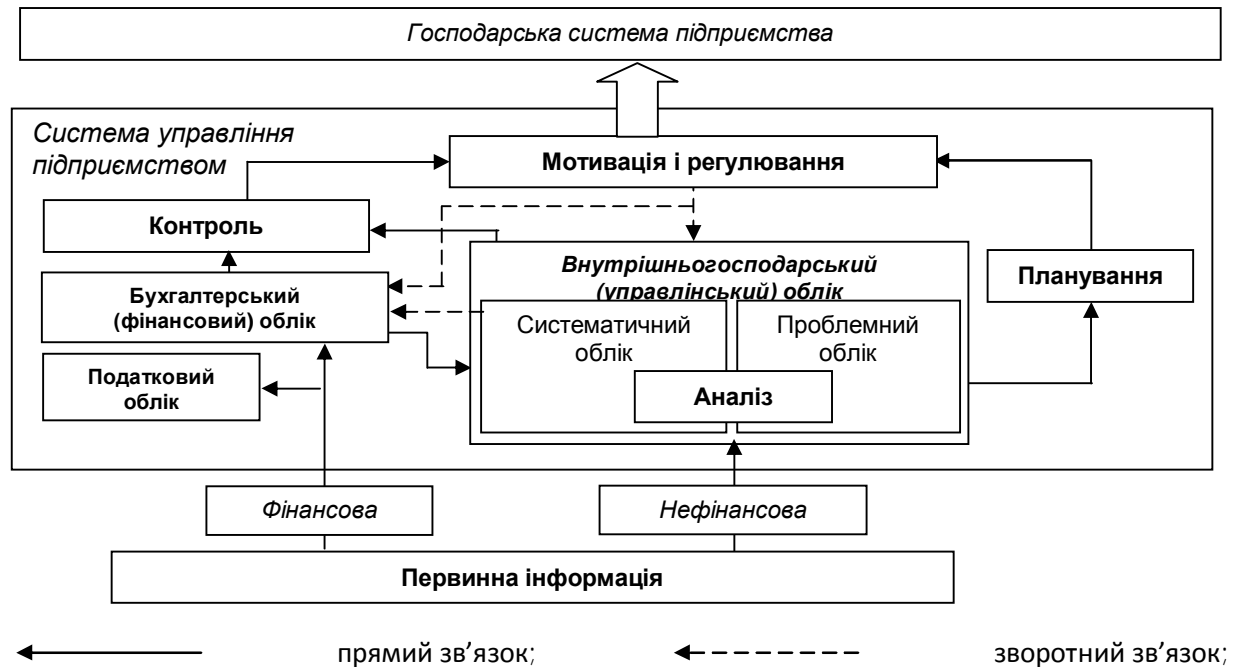 Господарська система підприємства
Система управління
підприємством
Мотивація і регулювання
Контроль
Внутрішньогосподарський
(управлінський) облік
Планування
Бухгалтерський
(фінансовий) облік
Систематичний
облік
Проблемний
облік
Податковий
облік
Аналіз
Фінансова
Нефінансова
Первинна інформація
прямий зв’язок; зворотний зв’язок;